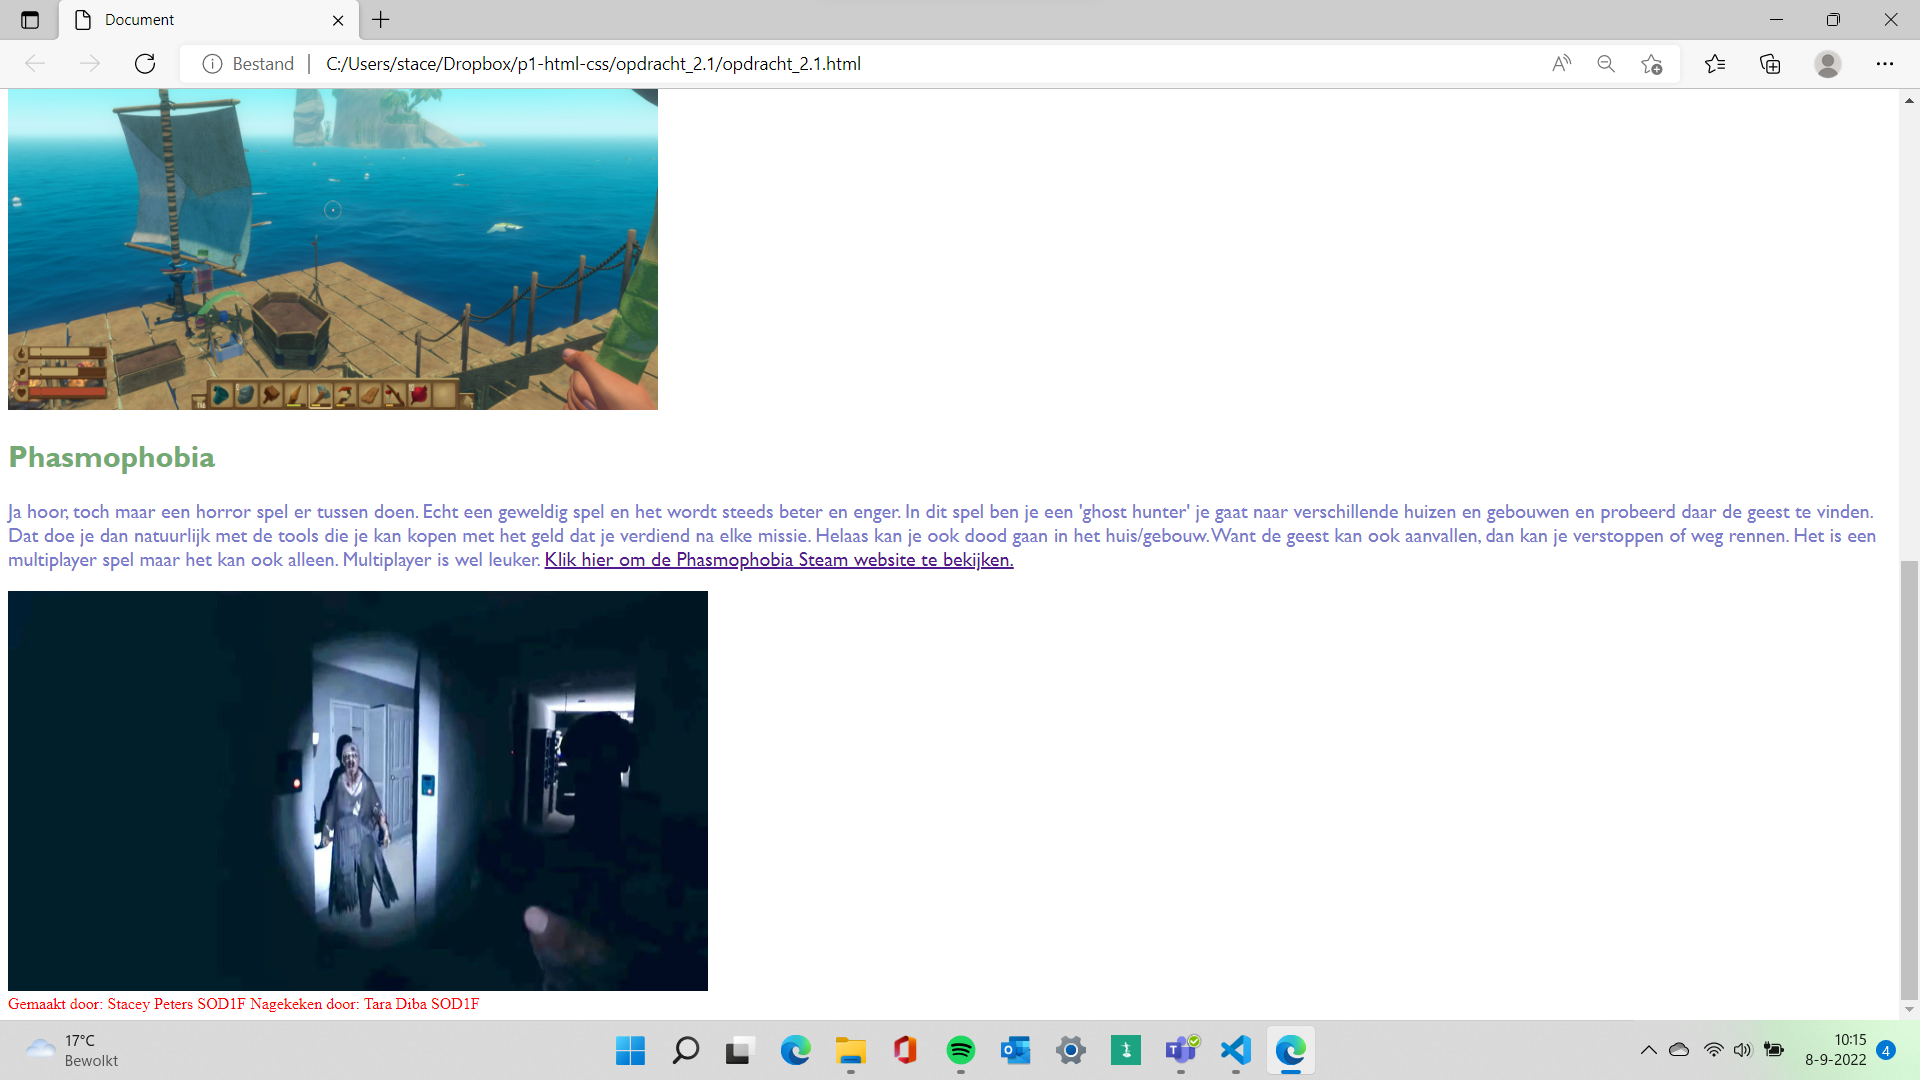 Document
Bestand
C:/Users/stace/Dropbox/p1-html-css/opdracht_2.1/opdracht_2.1.html
Phasmophobia
Ja hoor, toch maar een horror spel er tussen doen. Echt een geweldig spel en het wordt steeds beter en enger. In dit spel ben je een 'ghost hunter' je gaat naar verschillende huizen en gebouwen en probeerd daar de geest te vinden.
Dat doe je dan natuurlijk met de tools die je kan kopen met het geld dat je verdiend na elke missie. Helaas kan je ook dood gaan in het huis/gebouw. Want de geest kan ook aanvallen, dan kan je verstoppen of weg rennen. Het is een
multiplayer spel maar het kan ook alleen. Multiplayer is wel leuker. Klik hier om de Phasmophobia Steam website te bekijken.
Gemaakt door: Stacey Peters SOD1F Nagekeken door: Tara Diba SOD1F
17°C
Bewolkt
10:15
8-9-2022
4